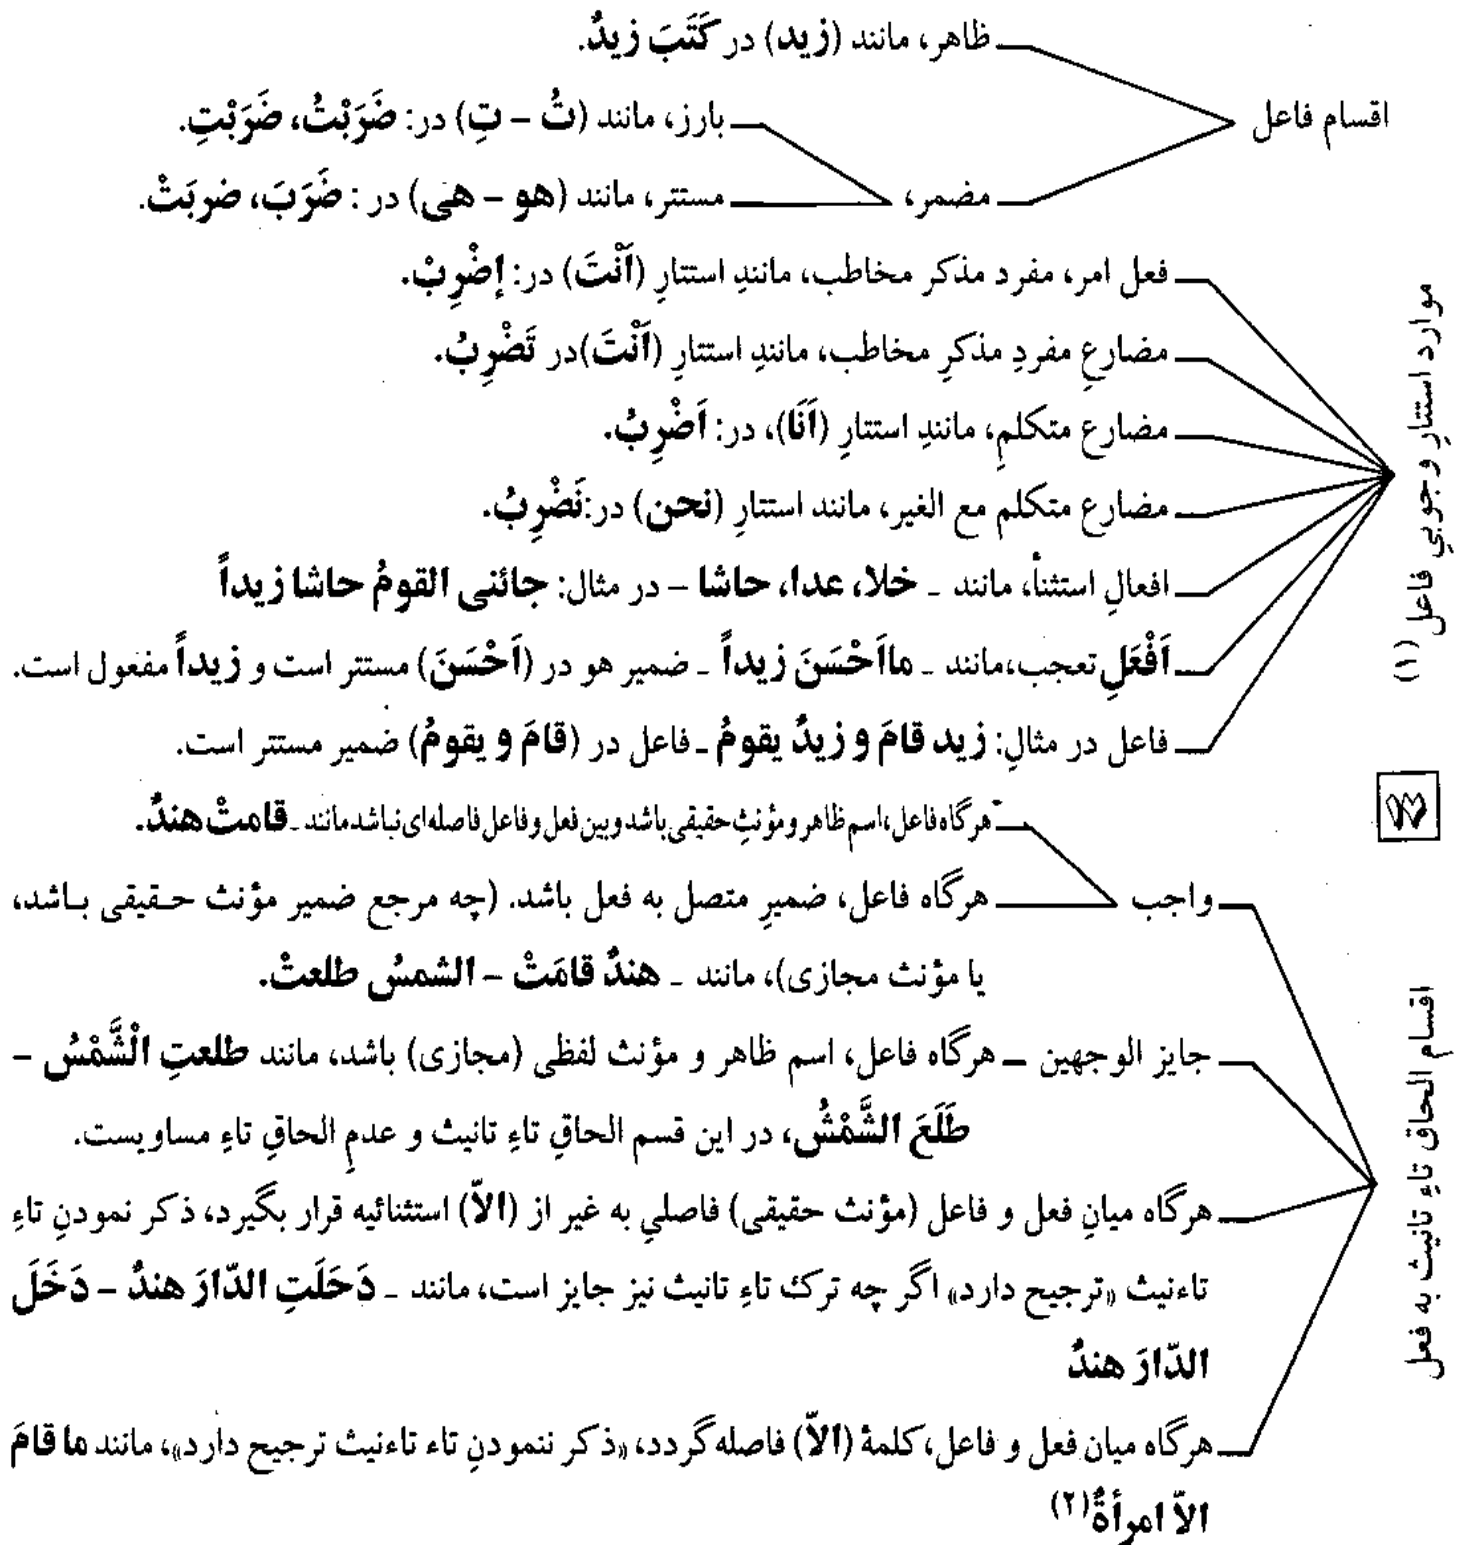 ظاهر، مانند (زید) در کَتَبَ زیدٌ.
اقسام فاعل
بارز، مانند (تُ – تِ) در: ضَرَبْتُ، ضَرَبْتِ.
مضمر، مستتر، مانند (هو – هی) در : ضَرَبَ، ضربَتْ.
موارد استتارِ وجوبیِ فاعل (۱)
فعل امر، مفرد مذکر مخاطب، مانندِ استتارِ (اَنْتَ) در: إضْرِبْ.
مضارعِ مفردِ مذکرِ مخاطب، مانندِ استتارِ (اَنْتَ)در تَضْرِبُ.
مضارع متکلمِ، مانندِ استتارِ (اَنَا)، در: اَضْرِبُ.
مضارع متکلم مع الغیر، مانند استتارِ (نحن) در:نَضْرِبُ.
افعالِ استثنأ، مانند ـ خلا، عدا، حاشا – در مثال: جائنی القومُ حاشا زیداً
اَفْعَلِ تعجب،مانند ـ مااَحْسَنَ زیداً ـ ضمیر هو در (اَحْسَنَ) مستتر است و زیداً مفعول است.
فاعل در مثالِ: زید قامَ و زیدٌ یقومُ ـ فاعل در (قامَ و یقومُ) ضمیر مستتر است.
۱۷
اقسام الحاق تاءِ تانیث به فعل
هرگاه فاعل،اسم ظاهر و مؤنثِ حقیقی باشد و بین فعل و فاعل فاصله‌ای نباشد مانند ـ قامتْ هندٌ.
واجب هرگاه فاعل، ضمیرِ متصل به فعل باشد. (چه مرجع ضمیر مؤنث حـقیقی بـاشد،
یا مؤنث مجازی)، مانند ـ هندٌ قامَتْ – الشمسُ طلعتْ.
جایز الوجهین ــ هرگاه فاعل، اسم ظاهر و مؤنث لفظی (مجازی) باشد، مانند طلعتِ الْشَّمْسُ –
طَلَعَ الشَّمْسُ، در این قسم الحاقِ تاءِ تانیث و عدمِ الحاقِ تاءِ مساویست.
هرگاه میانِ فعل و فاعل (مؤنث حقیقی) فاصلیِ به غیر از (الاّ) استثنائیه قرار بگیرد، ذکر نمودنِ تاءِ
تاءنیث «ترجیح دارد» اگر چه ترک تاءِ تانیث نیز جایز است، مانند ـ دَخَلَتِ الدّارَ هندٌ – دَخَلَ
الدّارَ هندٌ
هرگاه میان فعل و فاعل،کلمهٔ (الاّ) فاصله گردد، «ذکر ننمودنِ تاء تاءنیث ترجیح دارد»، مانند ما قامَ
الاّ امرأةٌ(۲)